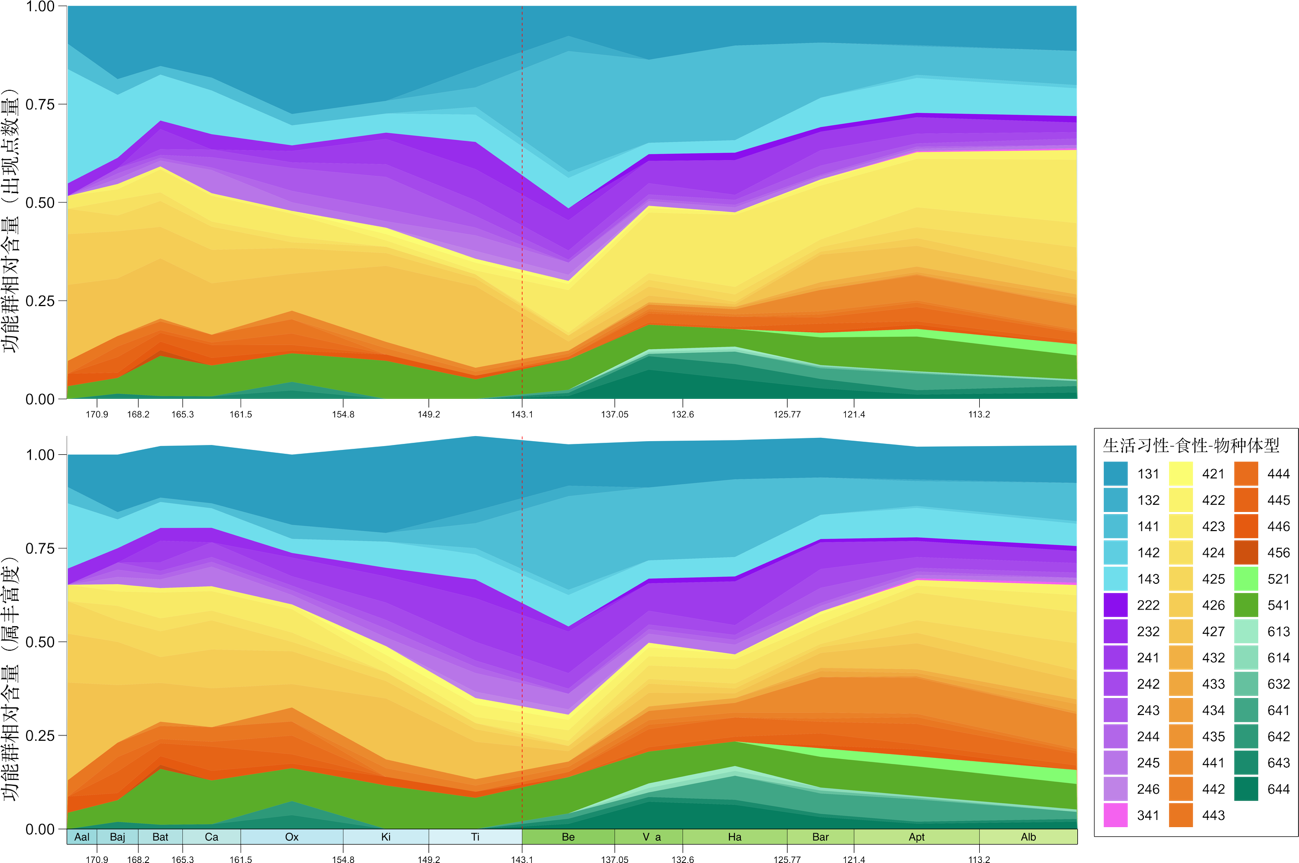 1.00
0.75
0.50
0.25
0.00
功能群相对含量（出现点数量）
170.9 168.2 165.3 161.5 154.8 149.2 143.1 137.05 132.6 125.77 121.4 113.2
1.00
0.75
0.50
0.25
0.00
功能群相对含量（属丰富度）
Aal Baj Bat Ca Ox Ki Ti Be V a Ha Bar Apt Alb
170.9 168.2 165.3 161.5 154.8 149.2 143.1 137.05 132.6 125.77 121.4 113.2
生活习性-食性-物种体型
131 421 444
132 422 445
141 423 446
142 424 456
143 425 521
222 426 541
232 427 613
241 432 614
242 433 632
243 434 641
244 435 642
245 441 643
246 442 644
341 443